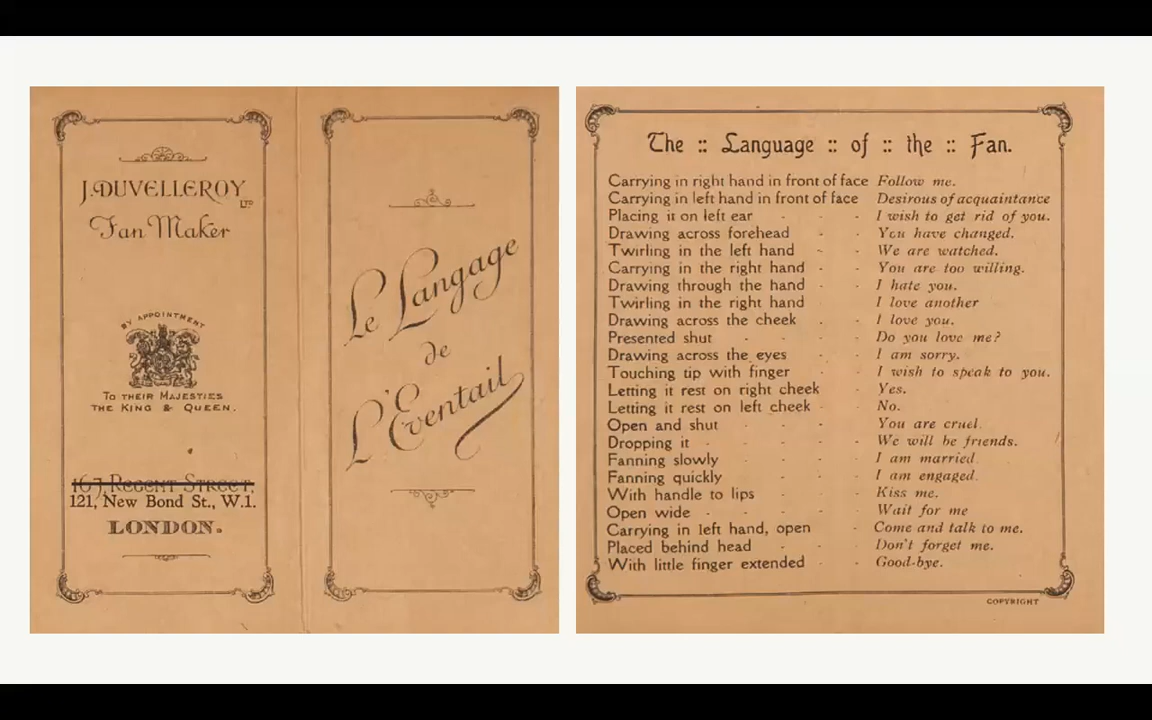 J. DUVELLEROY
LTD
Fan Maker
BY APPOINTMENT
TO THEIR MAJESTIES
THE KING & QUEEN.
167, REGENT STREET,
121, New Bond St., W.1.
LONDON.
Le Langage
de
L'Eventail
The :: Language :: of :: the :: Fan.
Carrying in right hand in front of face Follow me.
Carrying in left hand in front of face Desirous of acquaintance
Placing it on left ear - - - I wish to get rid of you.
Drawing across forehead - - You have changed.
Twirling in the left hand - - We are watched.
Carrying in the right hand - - You are too willing.
Drawing through the hand - - I hate you.
Twirling in the right hand - - I love another
Drawing across the cheek - - I love you.
Presented shut - - - - Do you love me?
Drawing across the eyes - - I am sorry.
Touching tip with finger - - I wish to speak to you.
Letting it rest on right cheek - Yes.
Letting it rest on left cheek - - No.
Open and shut - - - - You are cruel.
Dropping it - - - - - We will be friends.
Fanning slowly - - - - I am married.
Fanning quickly - - - - I am engaged.
With handle to lips - - - Kiss me.
Open wide - - - - - Wait for me
Carrying in left hand, open - Come and talk to me.
Placed behind head - - - Don't forget me.
With little finger extended - - Good-bye.
COPYRIGHT